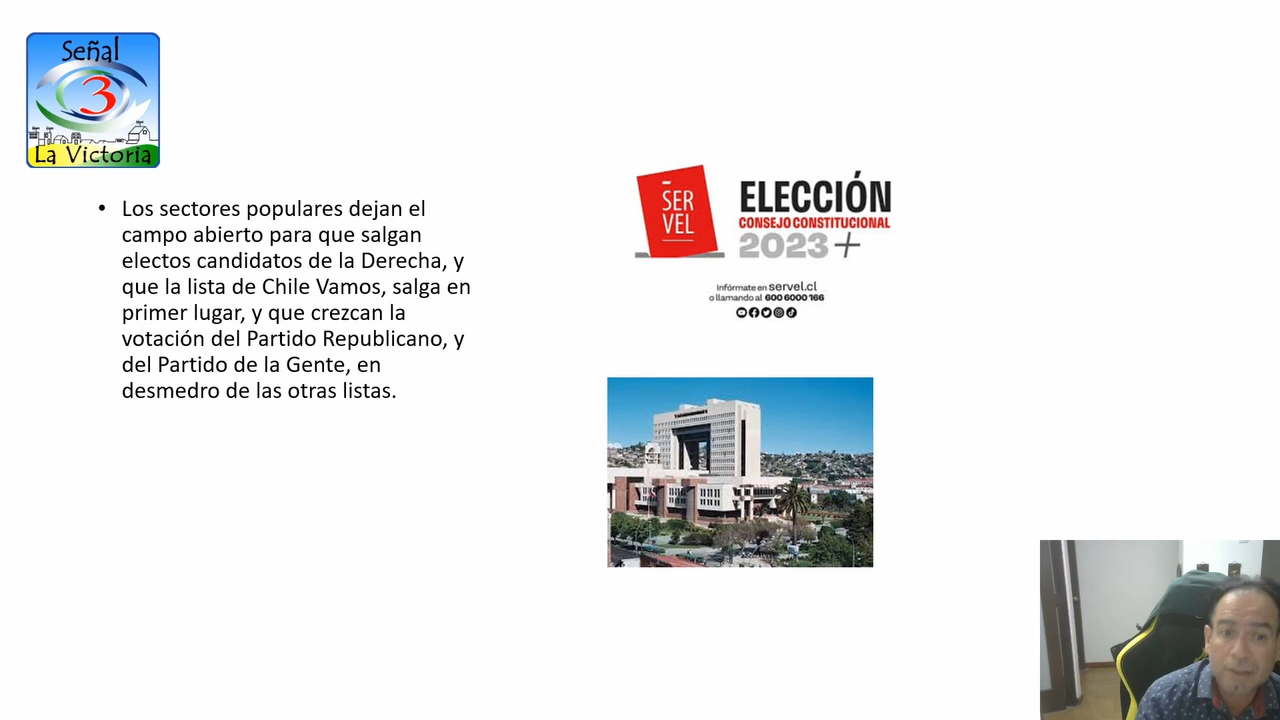 Señal
3
La Victoria
• Los sectores populares dejan el
campo abierto para que salgan
electos candidatos de la Derecha, y
que la lista de Chile Vamos, salga en
primer lugar, y que crezcan la
votación del Partido Republicano, y
del Partido de la Gente, en
desmedro de las otras listas.
SER
VEL
ELECCIÓN
CONSEJO CONSTITUCIONAL
2023+
Infórmate en servel.cl
o llamando al 600 6000 166